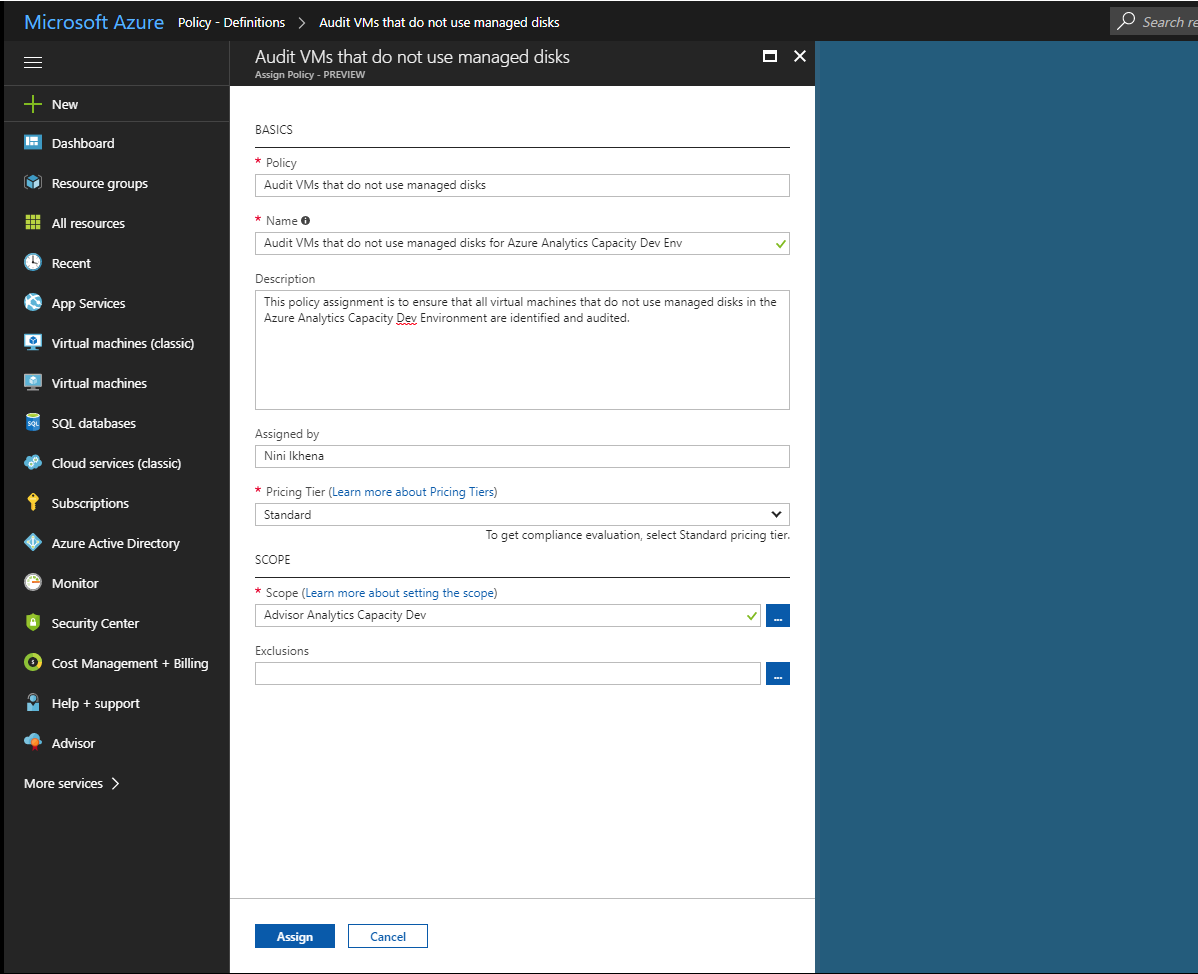 Microsoft Azure Policy - Definitions > Audit VMs that do not use managed disks
Search re
New
Dashboard
Resource groups
All resources
Recent
App Services
Virtual machines (classic)
Virtual machines
SQL databases
Cloud services (classic)
Subscriptions
Azure Active Directory
Monitor
Security Center
Cost Management + Billing
Help + support
Advisor
More services >
Audit VMs that do not use managed disks
Assign Policy - PREVIEW
BASICS
* Policy
Audit VMs that do not use managed disks
* Name
Audit VMs that do not use managed disks for Azure Analytics Capacity Dev Env
Description
This policy assignment is to ensure that all virtual machines that do not use managed disks in the
Azure Analytics Capacity Dev Environment are identified and audited.
Assigned by
Nini Ikhena
* Pricing Tier (Learn more about Pricing Tiers)
Standard
To get compliance evaluation, select Standard pricing tier.
SCOPE
* Scope (Learn more about setting the scope)
Advisor Analytics Capacity Dev
...
Exclusions
...
Assign
Cancel